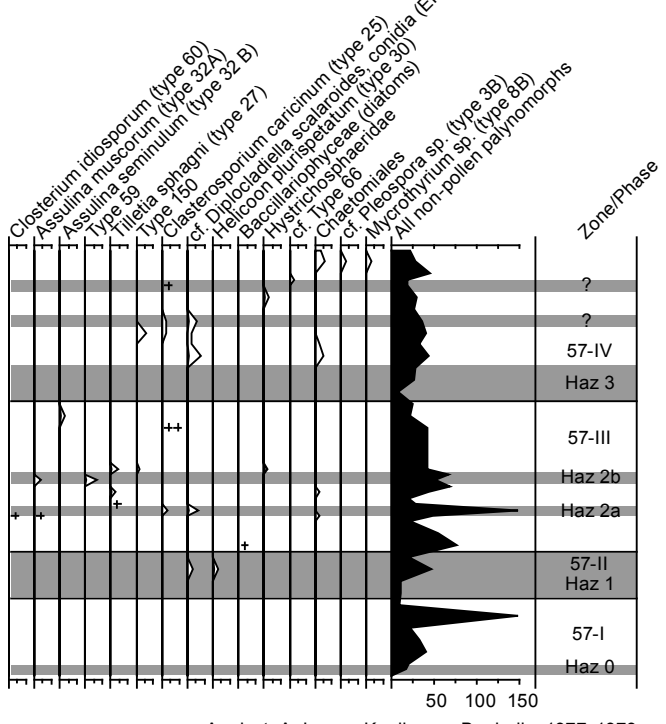 Closterium idiosporum (type 60)
Assulina muscorum (type 32A)
Assulina seminulum (type 32 B)
Type 59
Tilletia sphagni (type 27)
Type 150
Clasterosporium caricinum (type 25)
cf. Diplocladiella scalaroides, conidia
Helicoon plurispetatum (type 30)
Baccillariophyceae (diatoms)
Hystrichosphaeridae
cf. Type 66
Chaetomiales
cf. Pleospora sp. (type 3B)
Mycrothyrium sp. (type 8B)
All non-pollen palynomorphs
Zone/Phase
?
?
57-IV
Haz 3
57-III
Haz 2b
Haz 2a
57-II
Haz 1
57-I
Haz 0
50 100 150